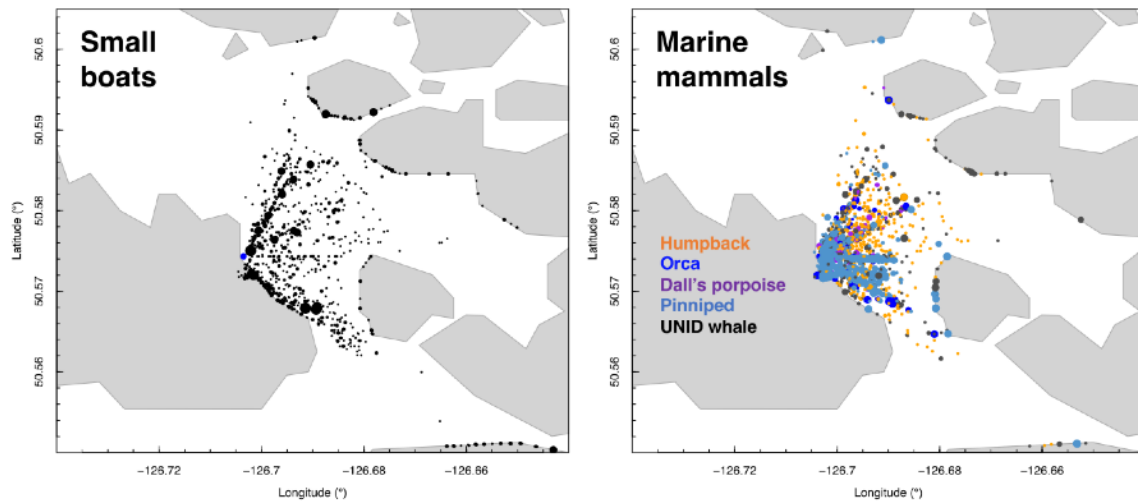 Small
boats
50.6
50.59
50.58
50.57
50.56
Latitude (°)
−126.72
−126.7
−126.68
−126.66
Longitude (°)
Marine
mammals
Humpback
Orca
Dall's porpoise
Pinniped
UNID whale
50.6
50.59
50.58
50.57
50.56
Latitude (°)
−126.72
−126.7
−126.68
−126.66
Longitude (°)